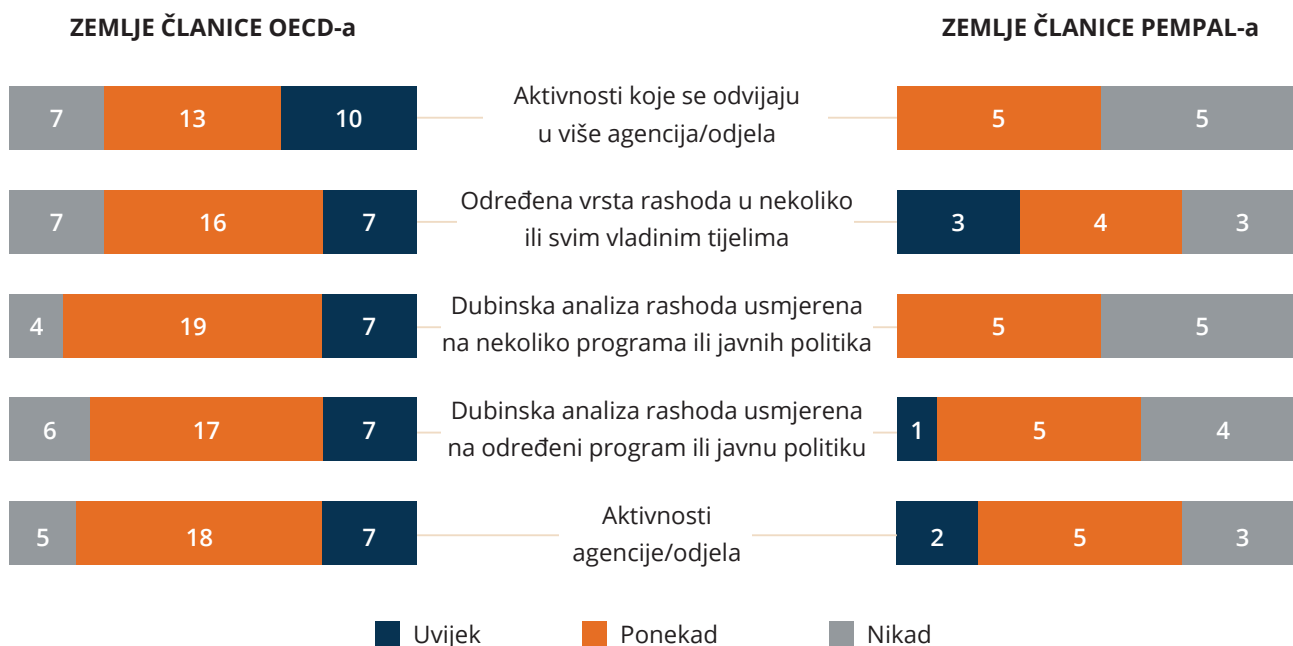 ZEMLJE ČLANICE OECD-a
ZEMLJE ČLANICE PEMPAL-a
7 13 10
Aktivnosti koje se odvijaju
u više agencija/odjela
5 5
7 16 7
Određena vrsta rashoda u nekoliko
ili svim vladinim tijelima
3 4 3
4 19 7
Dubinska analiza rashoda usmjerena
na nekoliko programa ili javnih politika
5 5
6 17 7
Dubinska analiza rashoda usmjerena
na određeni program ili javnu politiku
1 5 4
5 18 7
Aktivnosti
agencije/odjela
2 5 3
Uvijek Ponekad Nikad